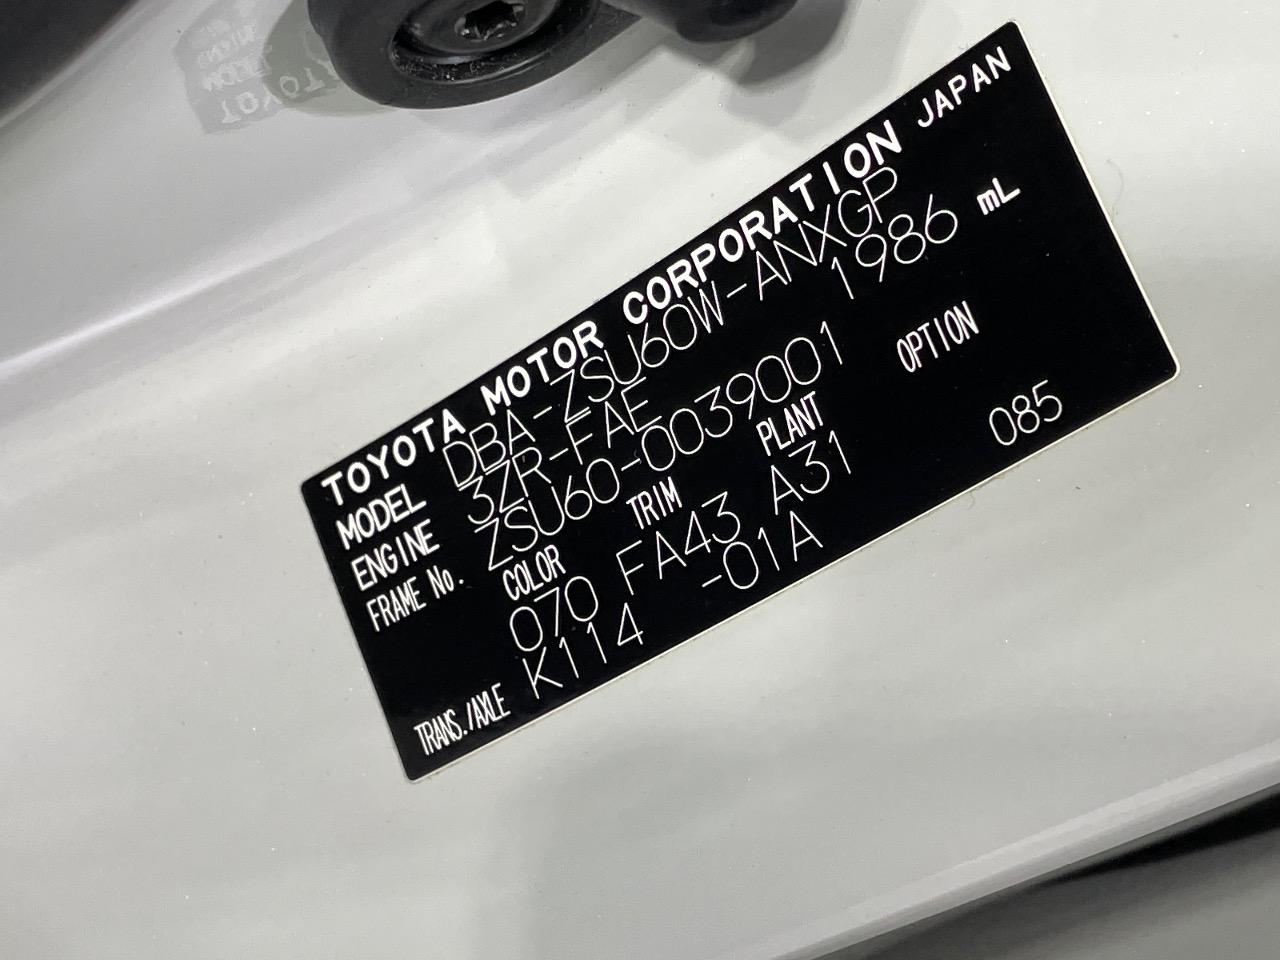 TOYOTA MOTOR CORPORATION JAPAN
MODEL DBA-ZSU60W-ANXGP
ENGINE 3ZR-FAE 1986 mL
FRAME No. ZSU60-0039001
COLOR TRIM PLANT OPTION
070 FA43 A31 085
TRANS./AXLE K114 -01A